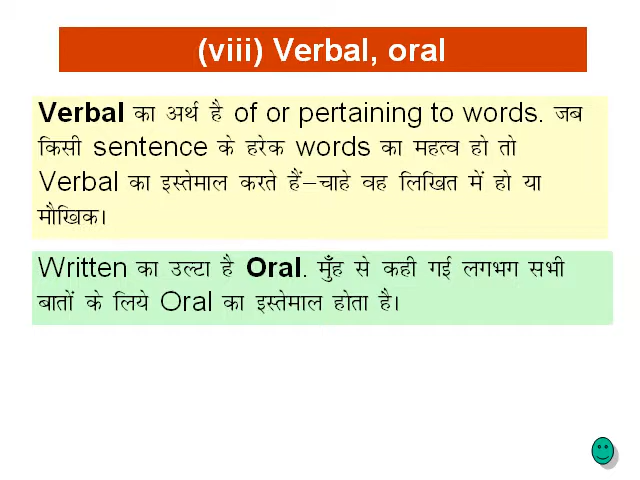 (viii) Verbal, oral
Verbal का अर्थ है of or pertaining to words. जब
किसी sentence के हरेक words का महत्व हो तो
Verbal का इस्तेमाल करते हैं–चाहे वह लिखित में हो या
मौखिक।
Written का उल्टा है Oral. मुँह से कही गई लगभग सभी
बातों के लिये Oral का इस्तेमाल होता है।